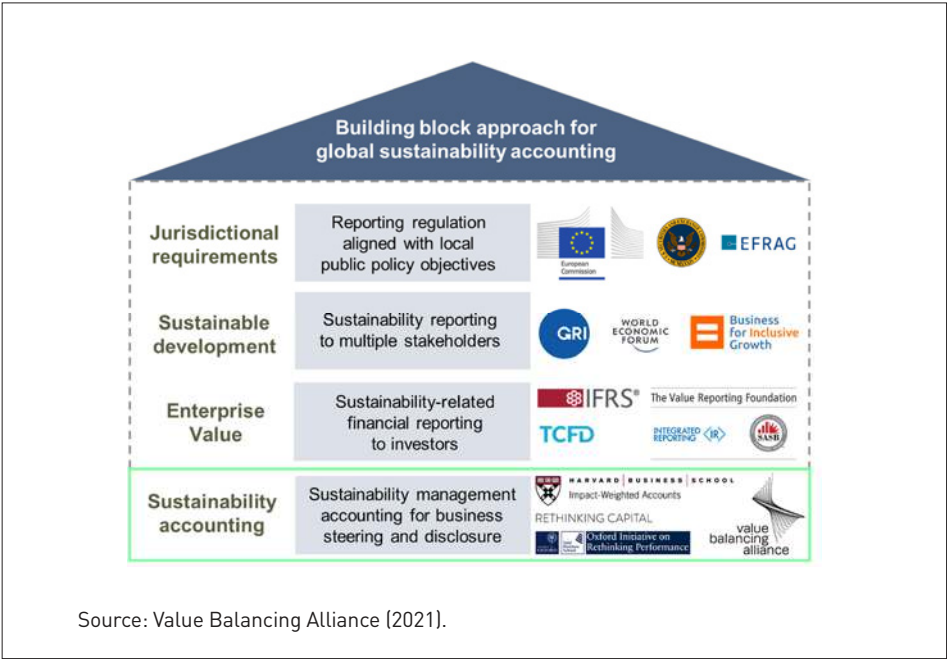 Building block approach for
global sustainability accounting
Jurisdictional
requirements
Reporting regulation
aligned with local
public policy objectives
European
Commission
EFRAG
Sustainable
development
Sustainability reporting
to multiple stakeholders
GRI
WORLD
ECONOMIC
FORUM
Business
for Inclusive
Growth
Enterprise
Value
Sustainability-related
financial reporting
to investors
IFRS®
The Value Reporting Foundation
TCFD
INTEGRATED
REPORTING <IR>
SASB
Sustainability
accounting
Sustainability management
accounting for business
steering and disclosure
HARVARD | BUSINESS | SCHOOL
Impact-Weighted Accounts
RETHINKING CAPITAL
Oxford Initiative on
Rethinking Performance
value
balancing
alliance
Source: Value Balancing Alliance (2021).